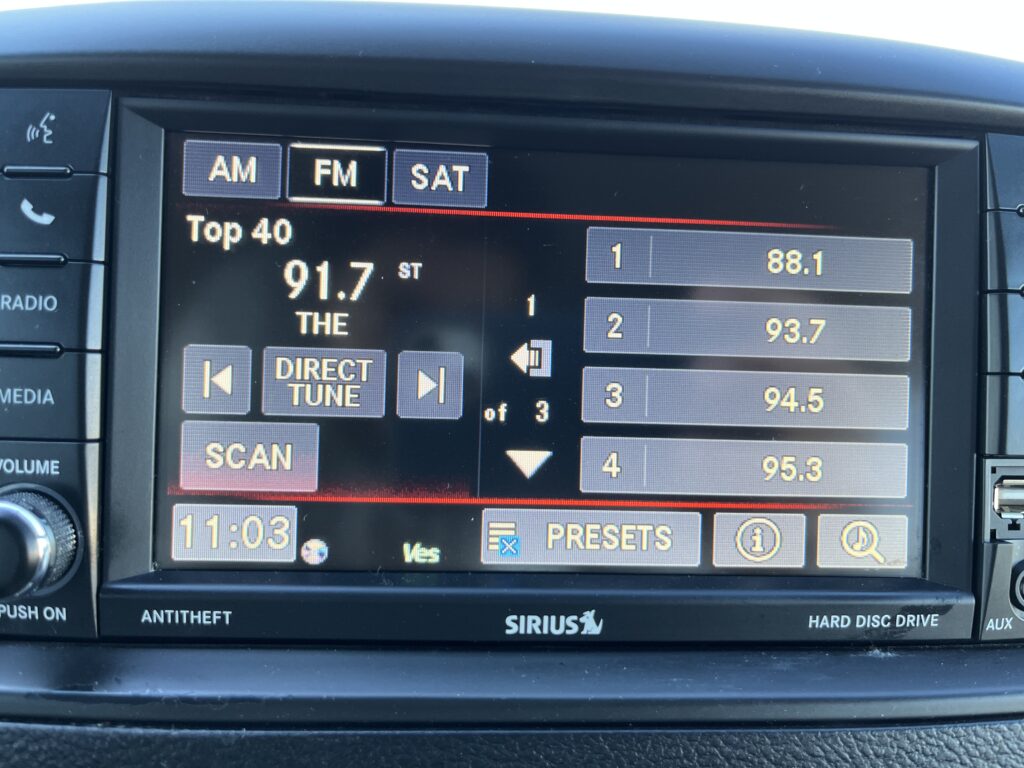 AM FM SAT
Top 40
91.7 ST
THE
DIRECT
TUNE
SCAN
1
of 3
1 88.1
2 93.7
3 94.5
4 95.3
11:03
Ves
PRESETS
RADIO
MEDIA
VOLUME
PUSH ON
ANTITHEFT
SIRIUS
HARD DISC DRIVE
AUX